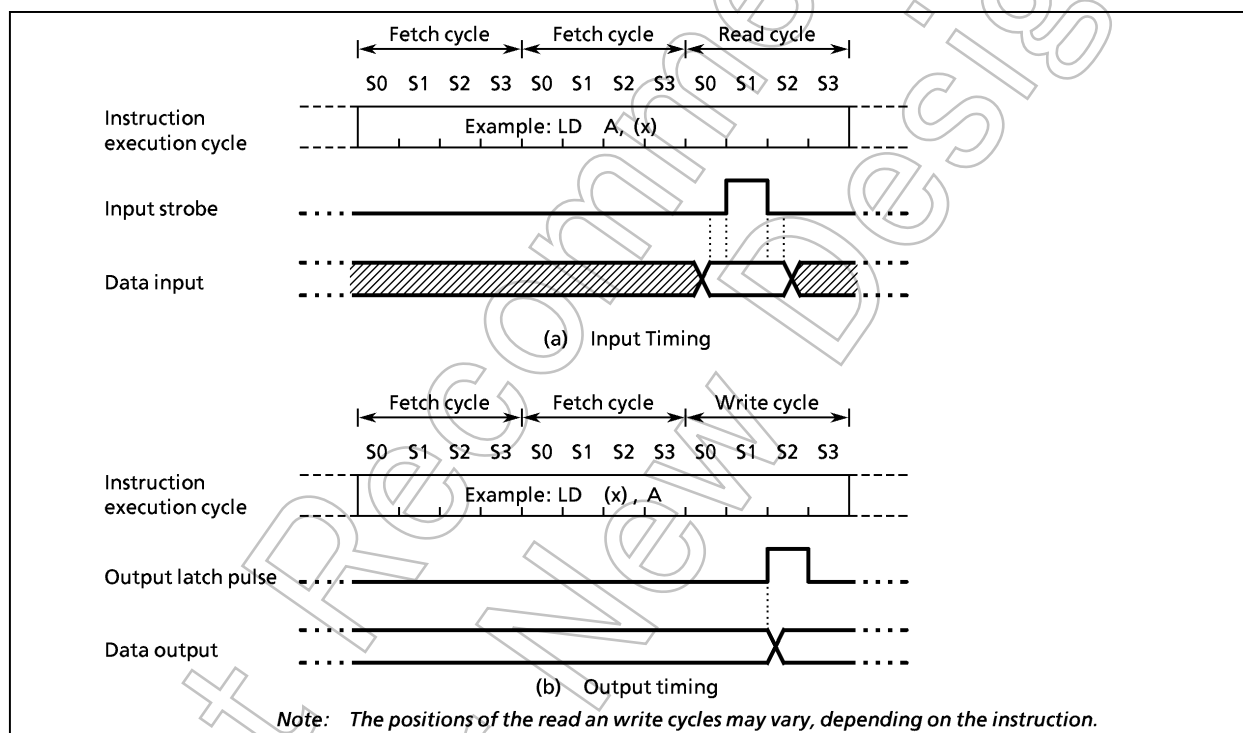 Fetch cycle Fetch cycle Read cycle
S0 S1 S2 S3 S0 S1 S2 S3 S0 S1 S2 S3
Instruction
execution cycle
Example: LD A, (x)
Input strobe
Data input
(a) Input Timing
Fetch cycle Fetch cycle Write cycle
S0 S1 S2 S3 S0 S1 S2 S3 S0 S1 S2 S3
Instruction
execution cycle
Example: LD (x) , A
Output latch pulse
Data output
(b) Output timing
Note: The positions of the read an write cycles may vary, depending on the instruction.
t Recomme
New Desig